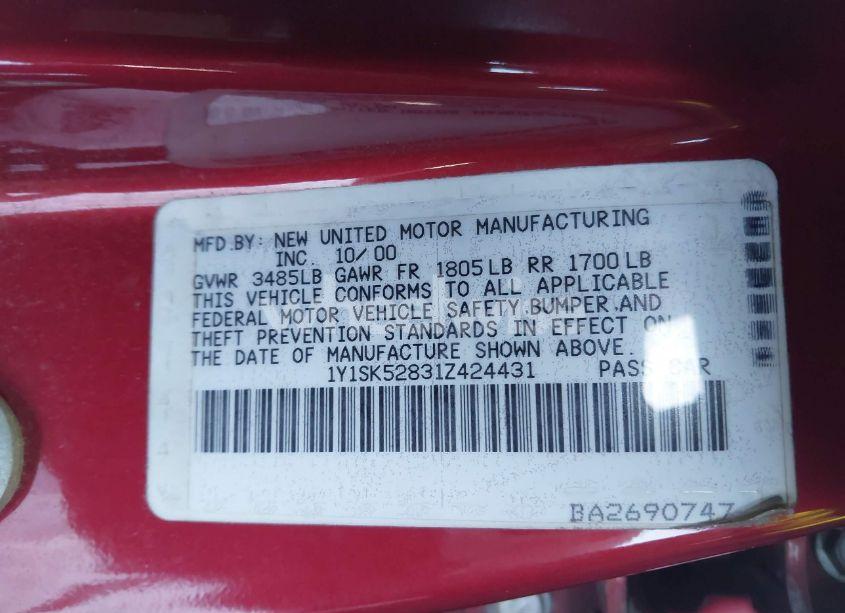 MFD.BY: NEW UNITED MOTOR MANUFACTURING
INC. 10/00
GVWR 3485LB GAWR FR 1805LB RR 1700LB
THIS VEHICLE CONFORMS TO ALL APPLICABLE
FEDERAL MOTOR VEHICLE SAFETY,BUMPER,AND
THEFT PREVENTION STANDARDS IN EFFECT ON
THE DATE OF MANUFACTURE SHOWN ABOVE.
1Y1SK52831Z424431 PASS CAR
BA2690747